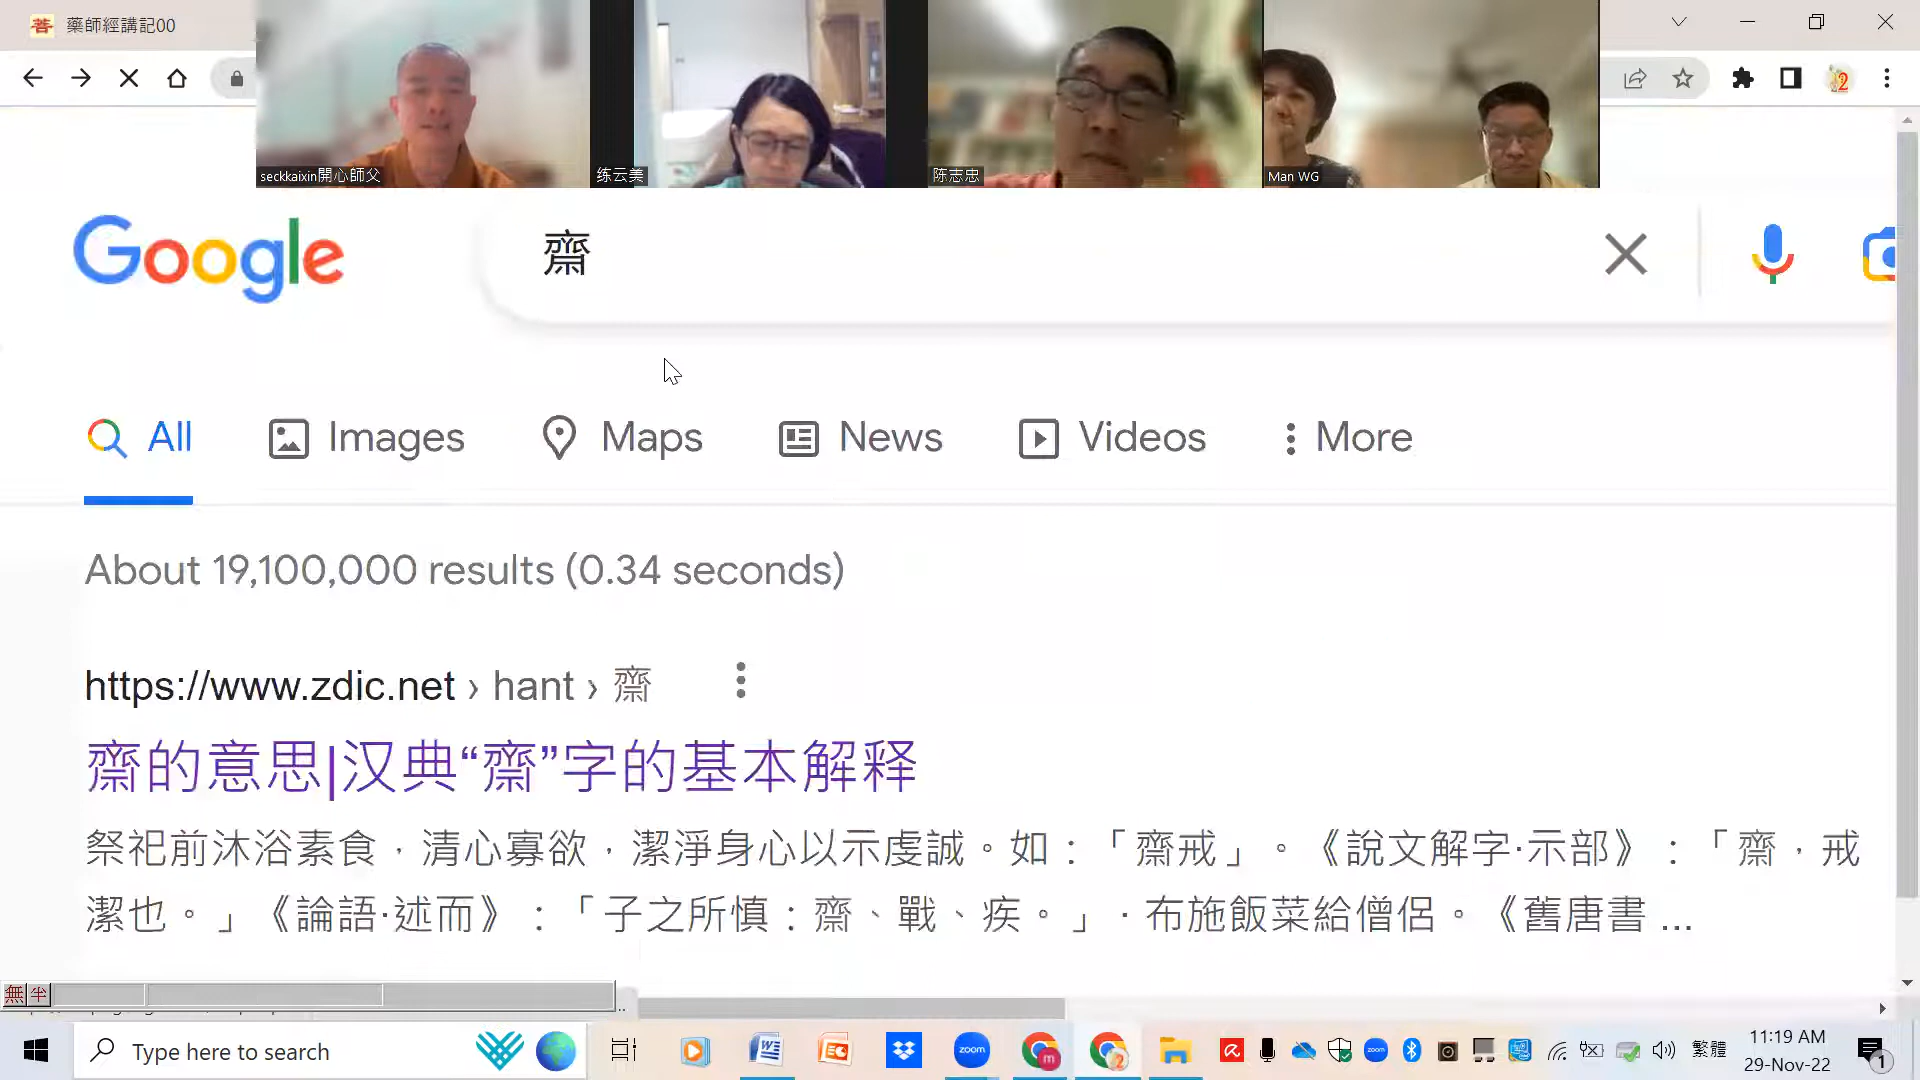 藥師經講記00
seckkaixin開心師父
练云美
陈志忠
Man WG
Google
齋
All
Images
Maps
News
Videos
More
About 19,100,000 results (0.34 seconds)
https://www.zdic.net › hant › 齋
齋的意思|汉典“齋”字的基本解释
祭祀前沐浴素食，清心寡欲，潔淨身心以示虔誠。如：「齋戒」。《說文解字·示部》：「齋，戒
潔也。」《論語·述而》：「子之所慎：齋、戰、疾。」 · 布施飯菜給僧侶。《舊唐書 ...
無半
Type here to search
zoom
繁體
11:19 AM
29-Nov-22
1